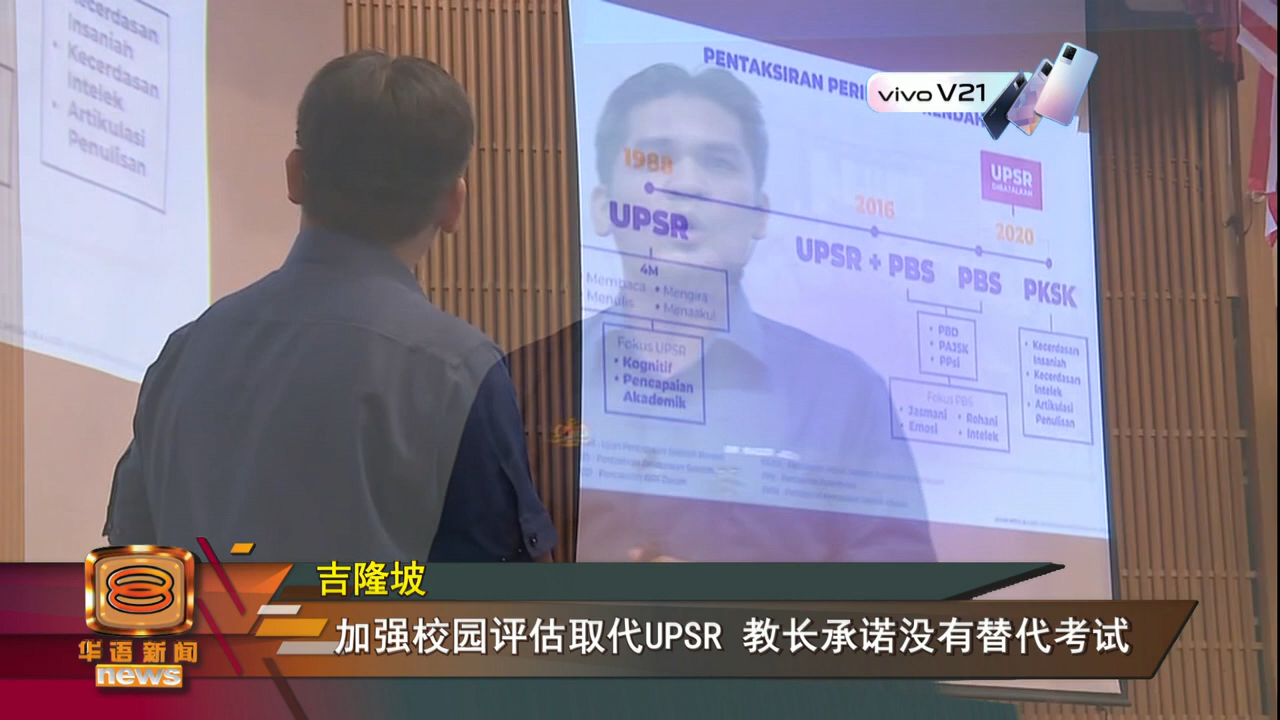 Kecerdasan
Insaniah
• Kecerdasan
Intelek
• Artikulasi
Penulisan
PENTAKSIRAN
vivo V21
1988
UPSR
4M
Membaca • Mengira
Menulis • Menaakul
Fokus UPSR
• Kognitif
• Pencapaian
Akademik
2016
UPSR + PBS
PBS
• PBD
• PAJSK
• PPsi
Fokus PBS
• Jasmani • Rohani
• Emosi • Intelek
UPSR
DIBATALKAN
2020
PKSK
• Kecerdasan
Insaniah
• Kecerdasan
Intelek
• Artikulasi
Penulisan
吉隆坡
加强校园评估取代UPSR 教长承诺没有替代考试
华语新闻
news